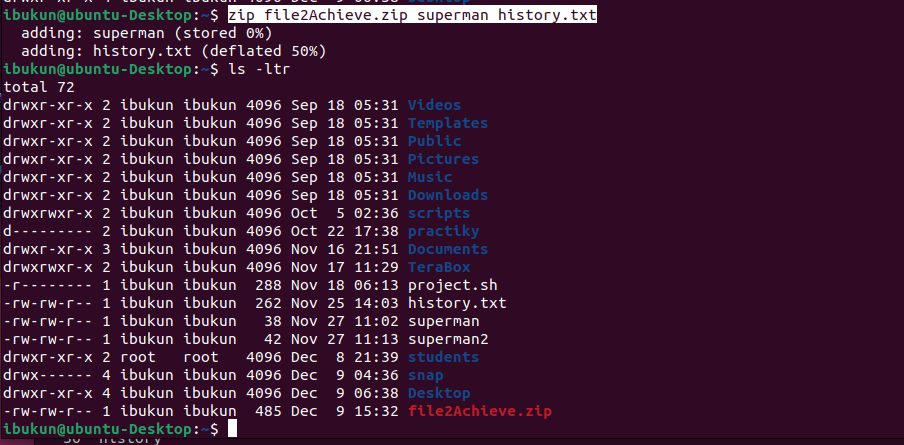 ibukun@ubuntu-Desktop:~$ zip file2Achieve.zip superman history.txt
  adding: superman (stored 0%)
  adding: history.txt (deflated 50%)
ibukun@ubuntu-Desktop:~$ ls -ltr
total 72
drwxr-xr-x 2 ibukun ibukun 4096 Sep 18 05:31 Videos
drwxr-xr-x 2 ibukun ibukun 4096 Sep 18 05:31 Templates
drwxr-xr-x 2 ibukun ibukun 4096 Sep 18 05:31 Public
drwxr-xr-x 2 ibukun ibukun 4096 Sep 18 05:31 Pictures
drwxr-xr-x 2 ibukun ibukun 4096 Sep 18 05:31 Music
drwxr-xr-x 2 ibukun ibukun 4096 Sep 18 05:31 Downloads
drwxrwxr-x 2 ibukun ibukun 4096 Oct  5 02:36 scripts
d--------- 2 ibukun ibukun 4096 Oct 22 17:38 practiky
drwxr-xr-x 3 ibukun ibukun 4096 Nov 16 21:51 Documents
drwxrwxr-x 2 ibukun ibukun 4096 Nov 17 11:29 TeraBox
-r-------- 1 ibukun ibukun  288 Nov 18 06:13 project.sh
-rw-rw-r-- 1 ibukun ibukun  262 Nov 25 14:03 history.txt
-rw-rw-r-- 1 ibukun ibukun   38 Nov 27 11:02 superman
-rw-rw-r-- 1 ibukun ibukun   42 Nov 27 11:13 superman2
drwxr-xr-x 2 root   root   4096 Dec  8 21:39 students
drwx------ 4 ibukun ibukun 4096 Dec  9 04:36 snap
drwxr-xr-x 4 ibukun ibukun 4096 Dec  9 06:38 Desktop
-rw-rw-r-- 1 ibukun ibukun  485 Dec  9 15:32 file2Achieve.zip
ibukun@ubuntu-Desktop:~$